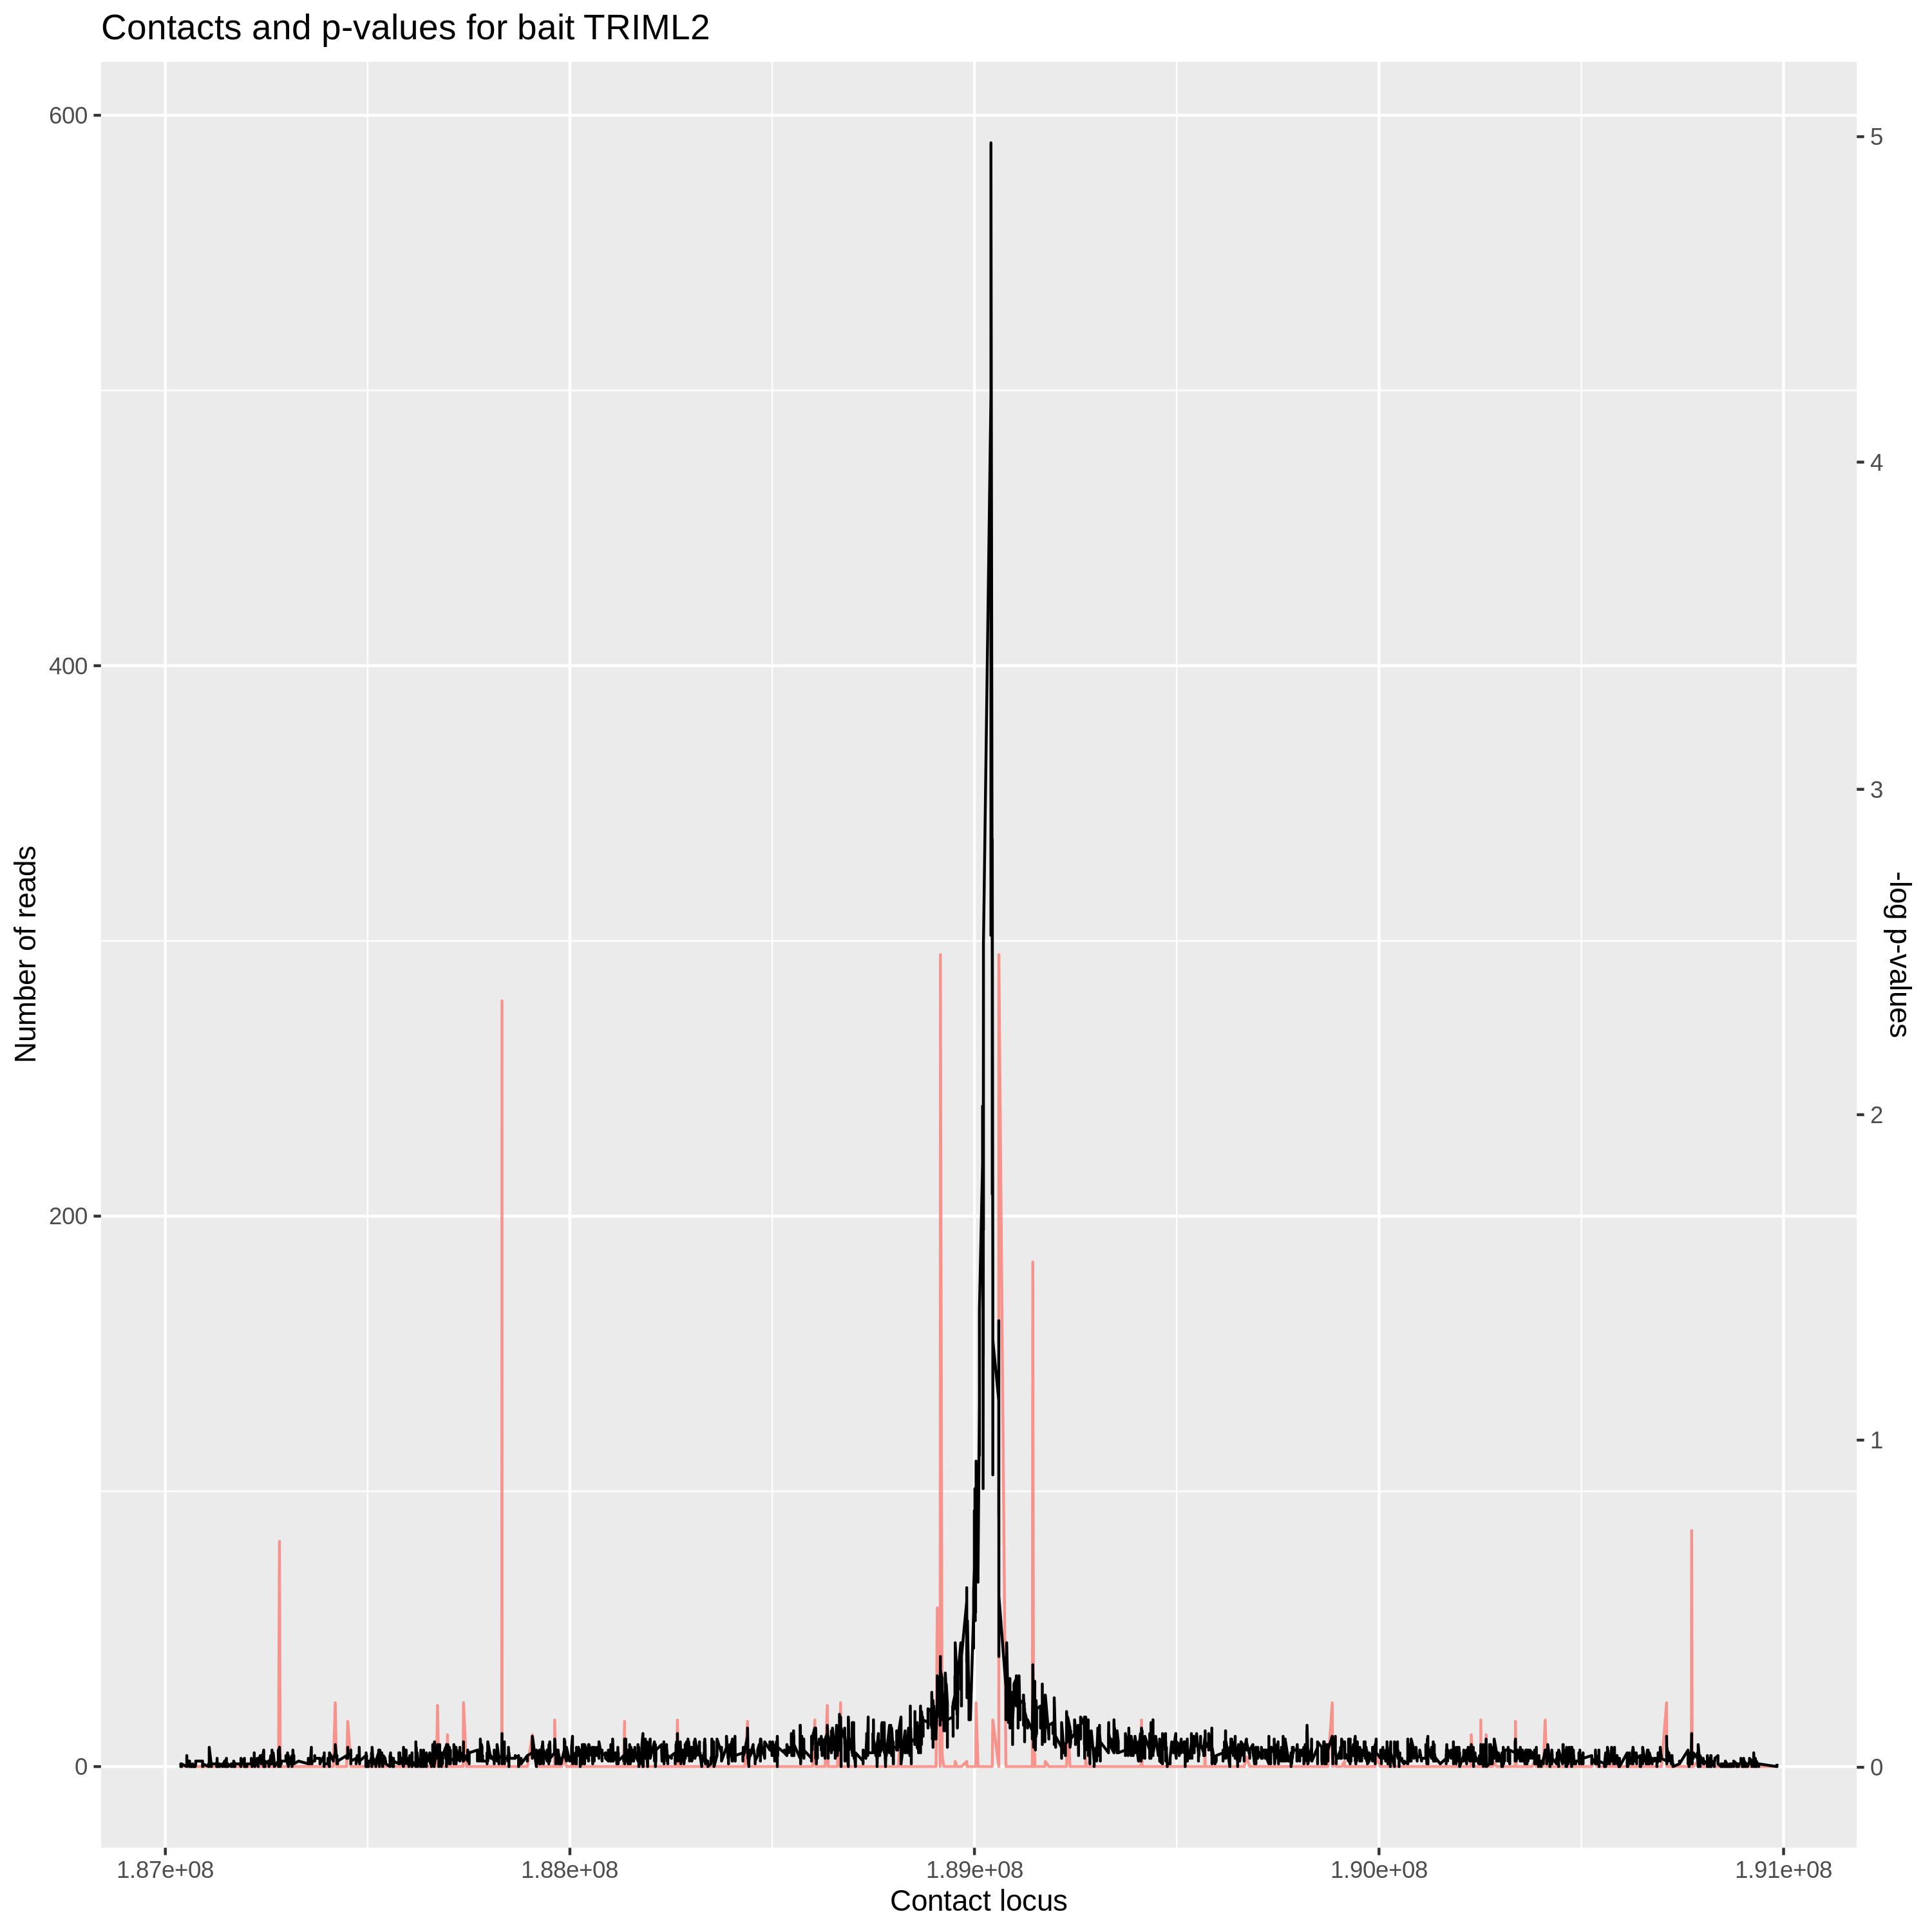 Contacts and p-values for bait TRIML2
600
400
200
0
Number of reads
5
4
3
2
1
0
-log p-values
1.87e+08
1.88e+08
1.89e+08
1.90e+08
1.91e+08
Contact locus